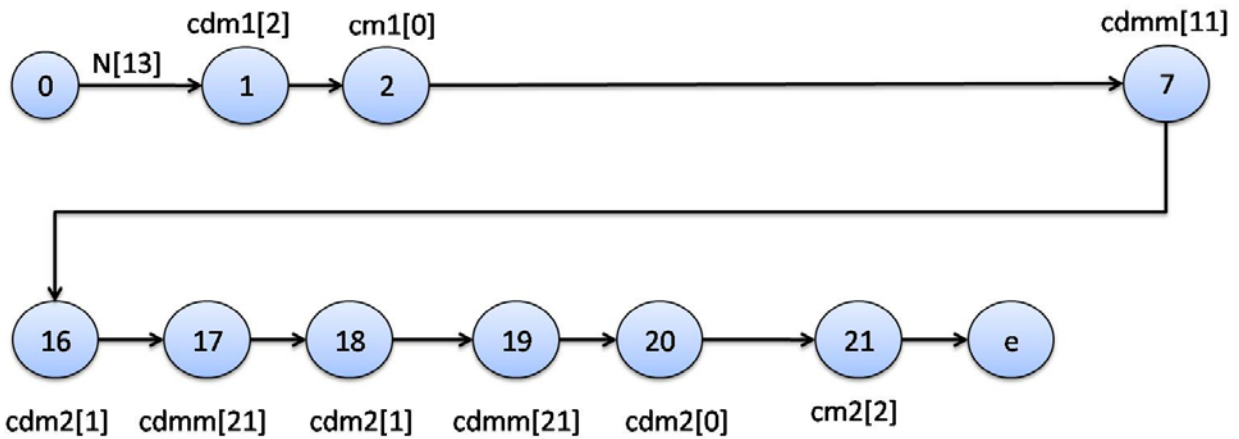 cdm1[2] cm1[0] cdmm[11]
0 N[13] 1 2 7
16 17 18 19 20 21 e
cdm2[1] cdmm[21] cdm2[1] cdmm[21] cdm2[0] cm2[2]